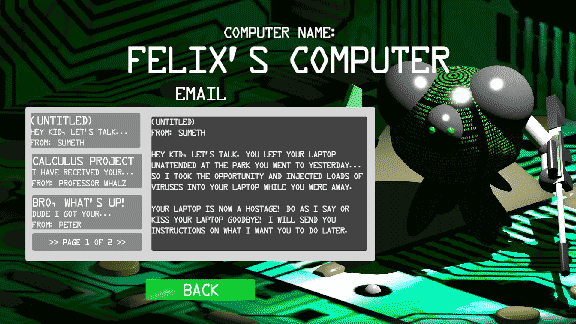 COMPUTER NAME:
FELIX'S COMPUTER
EMAIL
(UNTITLED)
HEY KID, LET'S TALK...
FROM: SUMETH
CALCULUS PROJECT
I HAVE RECEIVED YOUR...
FROM: PROFESSOR WHALZ
BRO, WHAT'S UP!
DUDE I GOT YOUR...
FROM: PETER
>> PAGE 1 OF 2 >>
(UNTITLED)
FROM: SUMETH
HEY KID, LET'S TALK. YOU LEFT YOUR LAPTOP
UNATTENDED AT THE PARK YOU WENT TO YESTERDAY...
SO I TOOK THE OPPORTUNITY AND INJECTED LOADS OF
VIRUSES INTO YOUR LAPTOP WHILE YOU WERE AWAY.
YOUR LAPTOP IS NOW A HOSTAGE! DO AS I SAY OR
KISS YOUR LAPTOP GOODBYE! I WILL SEND YOU
INSTRUCTIONS ON WHAT I WANT YOU TO DO LATER.
BACK